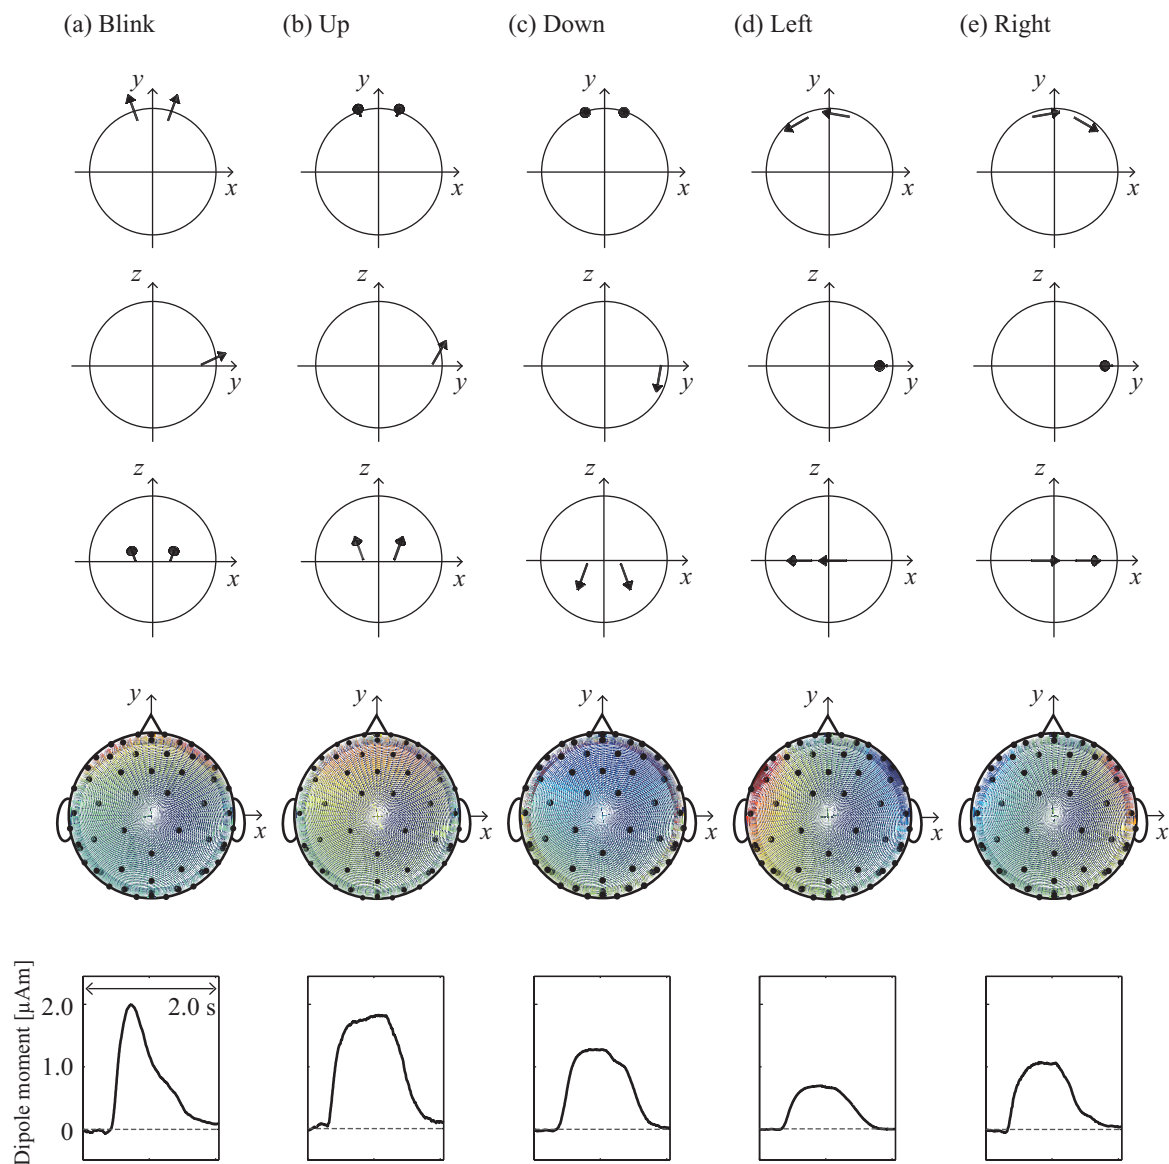 (a) Blink (b) Up (c) Down (d) Left (e) Right
y y y y y
x x x x x
z z z z z
y y y y y
z z z z z
x x x x x
y y y y y
x x x x x
Dipole moment [μAm]
2.0 s
2.0
1.0
0